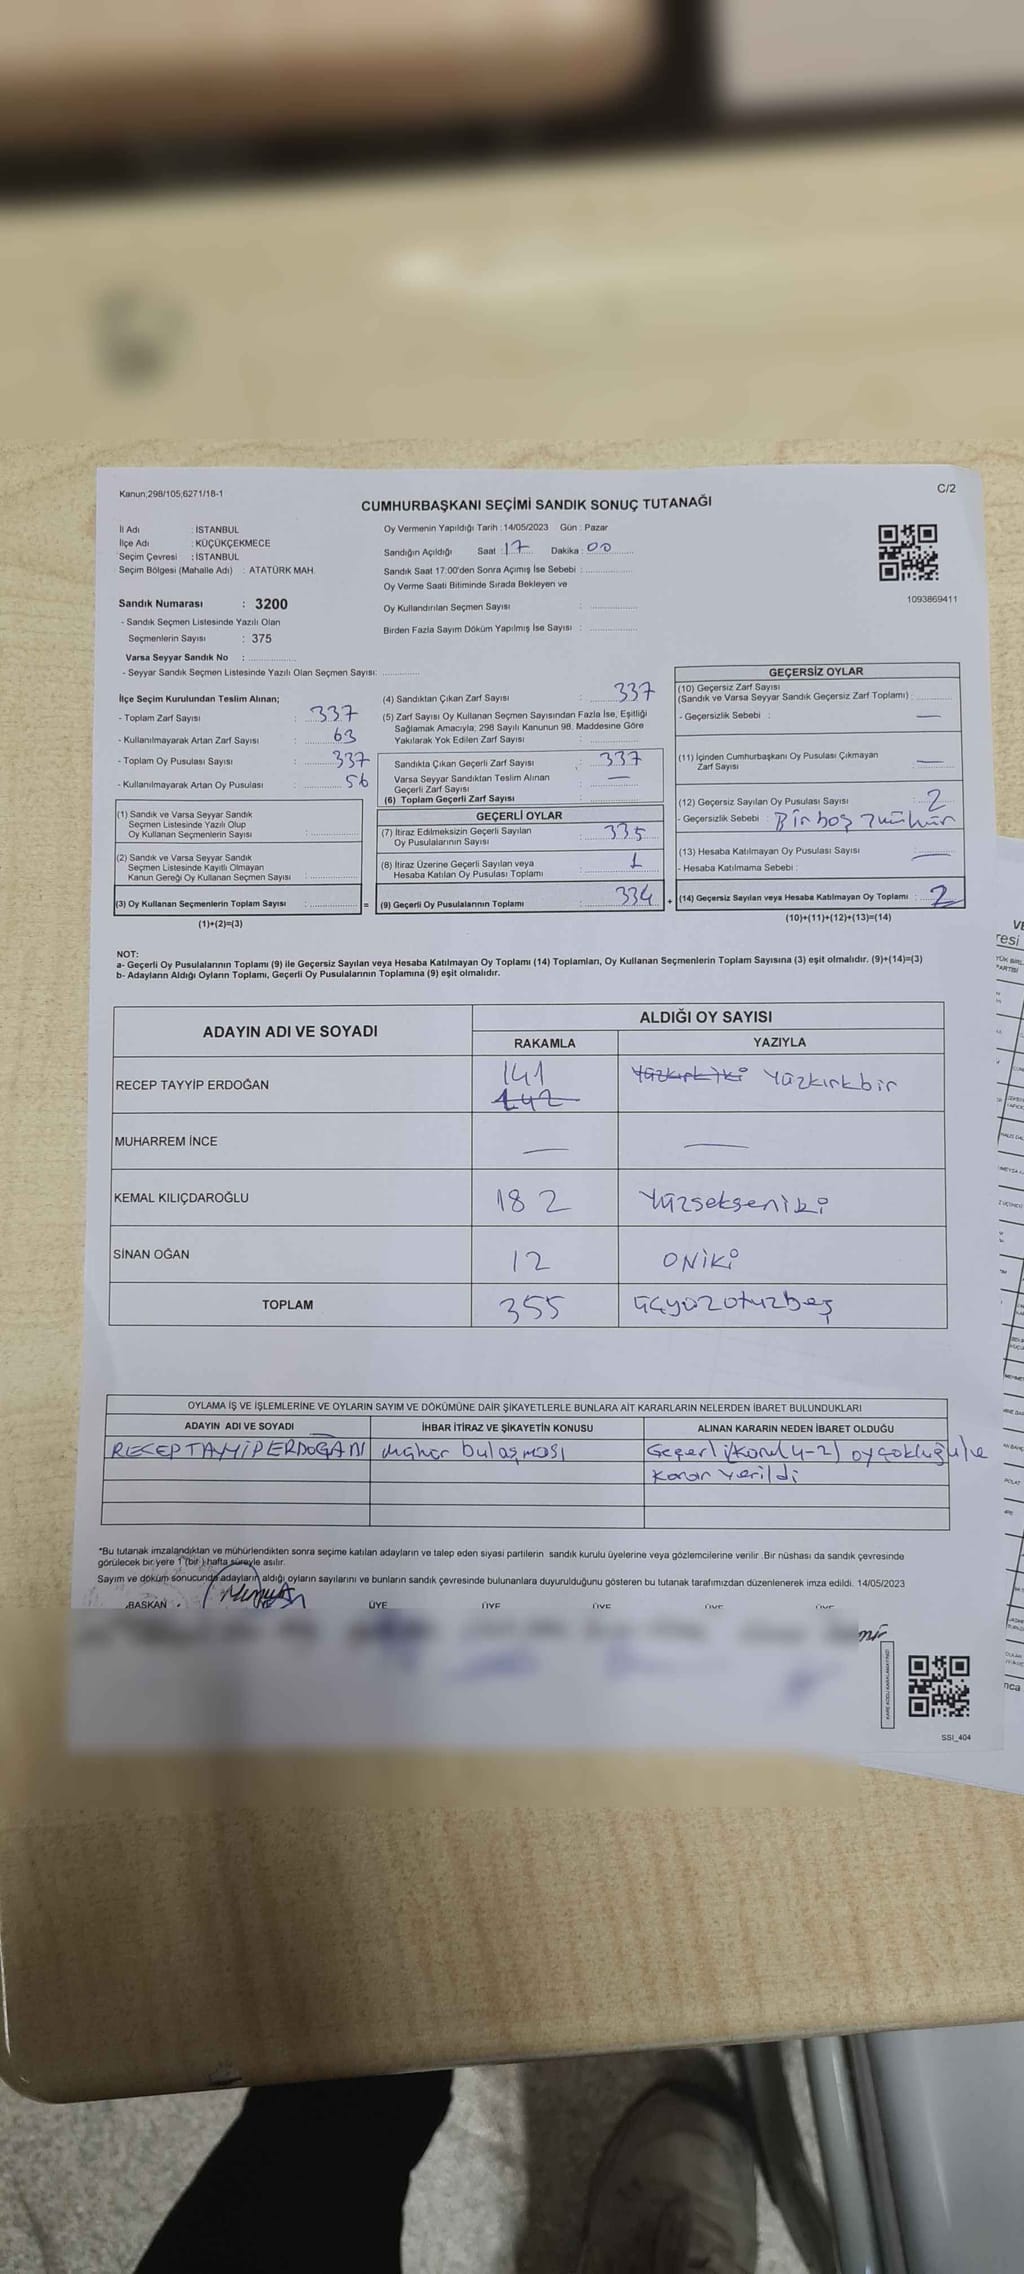 Kanun;298/105;6271/18-1
C/2
CUMHURBAŞKANI SEÇİMİ SANDIK SONUÇ TUTANAĞI
İl Adı : İSTANBUL
İlçe Adı : KÜÇÜKÇEKMECE
Seçim Çevresi : İSTANBUL
Seçim Bölgesi (Mahalle Adı) : ATATÜRK MAH.
Oy Vermenin Yapıldığı Tarih : 14/05/2023 Gün : Pazar
Sandığın Açıldığı Saat : 17 Dakika : 00
Sandık Saat 17:00'den Sonra Açımış İse Sebebi :
Oy Verme Saati Bitiminde Sırada Bekleyen ve
Oy Kullandırılan Seçmen Sayısı :
Birden Fazla Sayım Döküm Yapılmış İse Sayısı :
1093869411
Sandık Numarası : 3200
- Sandık Seçmen Listesinde Yazılı Olan
Seçmenlerin Sayısı : 375
Varsa Seyyar Sandık No :
- Seyyar Sandık Seçmen Listesinde Yazılı Olan Seçmen Sayısı:
İlçe Seçim Kurulundan Teslim Alınan;
- Toplam Zarf Sayısı : 337
- Kullanılmayarak Artan Zarf Sayısı : 63
- Toplam Oy Pusulası Sayısı : 337
- Kullanılmayarak Artan Oy Pusulası : 56
(1) Sandık ve Varsa Seyyar Sandık
Seçmen Listesinde Yazılı Olup
Oy Kullanan Seçmenlerin Sayısı :
(2) Sandık ve Varsa Seyyar Sandık
Seçmen Listesinde Kayıtlı Olmayan
Kanun Gereği Oy Kullanan Seçmen Sayısı :
(3) Oy Kullanan Seçmenlerin Toplam Sayısı : =
(1)+(2)=(3)
(4) Sandıktan Çıkan Zarf Sayısı : 337
(5) Zarf Sayısı Oy Kullanan Seçmen Sayısından Fazla İse, Eşitliği
Sağlamak Amacıyla; 298 Sayılı Kanunun 98. Maddesine Göre
Yakılarak Yok Edilen Zarf Sayısı :
Sandıkta Çıkan Geçerli Zarf Sayısı : 337
Varsa Seyyar Sandıktan Teslim Alınan
Geçerli Zarf Sayısı : —
(6) Toplam Geçerli Zarf Sayısı :
GEÇERLİ OYLAR
(7) İtiraz Edilmeksizin Geçerli Sayılan
Oy Pusulalarının Sayısı : 335
(8) İtiraz Üzerine Geçerli Sayılan veya
Hesaba Katılan Oy Pusulası Toplamı : 1
(9) Geçerli Oy Pusulalarının Toplamı : 334 +
GEÇERSİZ OYLAR
(10) Geçersiz Zarf Sayısı
(Sandık ve Varsa Seyyar Sandık Geçersiz Zarf Toplamı) :
- Geçersizlik Sebebi : —
(11) İçinden Cumhurbaşkanı Oy Pusulası Çıkmayan
Zarf Sayısı : —
(12) Geçersiz Sayılan Oy Pusulası Sayısı : 2
- Geçersizlik Sebebi : Bir boş mühür
(13) Hesaba Katılmayan Oy Pusulası Sayısı : —
- Hesaba Katılmama Sebebi :
(14) Geçersiz Sayılan veya Hesaba Katılmayan Oy Toplamı : 2
(10)+(11)+(12)+(13)=(14)
NOT:
a- Geçerli Oy Pusulalarının Toplamı (9) ile Geçersiz Sayılan veya Hesaba Katılmayan Oy Toplamı (14) Toplamları, Oy Kullanan Seçmenlerin Toplam Sayısına (3) eşit olmalıdır. (9)+(14)=(3)
b- Adayların Aldığı Oyların Toplamı, Geçerli Oy Pusulalarının Toplamına (9) eşit olmalıdır.
ADAYIN ADI VE SOYADI
ALDIĞI OY SAYISI
RAKAMLA YAZIYLA
RECEP TAYYİP ERDOĞAN 141 142 Yüzkırkiki Yüzkırkbir
MUHARREM İNCE — —
KEMAL KILIÇDAROĞLU 182 Yüzsekseniki
SİNAN OĞAN 12 ONİKİ
TOPLAM 355 üçyüzotuzbeş
OYLAMA İŞ VE İŞLEMLERİNE VE OYLARIN SAYIM VE DÖKÜMÜNE DAİR ŞİKAYETLERLE BUNLARA AİT KARARLARIN NELERDEN İBARET BULUNDUKLARI
ADAYIN ADI VE SOYADI İHBAR İTİRAZ VE ŞİKAYETİN KONUSU ALINAN KARARIN NEDEN İBARET OLDUĞU
RECEP TAYYİP ERDOĞAN mühür bulaşması Geçerli (4-2) oyçokluğuyla
karar verildi
*Bu tutanak imzalandıktan ve mühürlendikten sonra seçime katılan adayların ve talep eden siyasi partilerin sandık kurulu üyelerine veya gözlemcilerine verilir .Bir nüshası da sandık çevresinde
görülecek bir yere 1 (bir ) hafta süreyle asılır.
Sayım ve döküm sonucunda adayların aldığı oyların sayılarını ve bunların sandık çevresinde bulunanlara duyurulduğunu gösteren bu tutanak tarafımızdan düzenlenerek imza edildi. 14/05/2023
BAŞKAN ÜYE ÜYE ÜYE ÜYE ÜYE
SSI_404